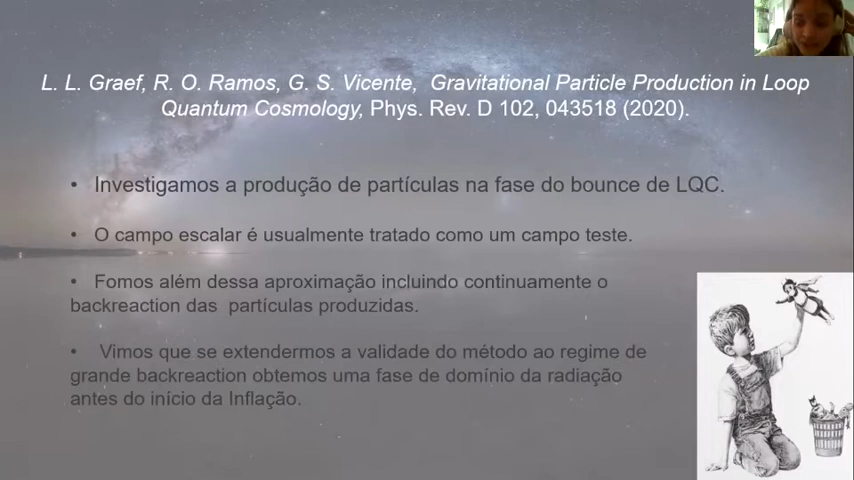 L. L. Graef, R. O. Ramos, G. S. Vicente, Gravitational Particle Production in Loop
Quantum Cosmology, Phys. Rev. D 102, 043518 (2020).
• Investigamos a produção de partículas na fase do bounce de LQC.
• O campo escalar é usualmente tratado como um campo teste.
• Fomos além dessa aproximação incluindo continuamente o
backreaction das partículas produzidas.
• Vimos que se extendermos a validade do método ao regime de
grande backreaction obtemos uma fase de domínio da radiação
antes do início da Inflação.